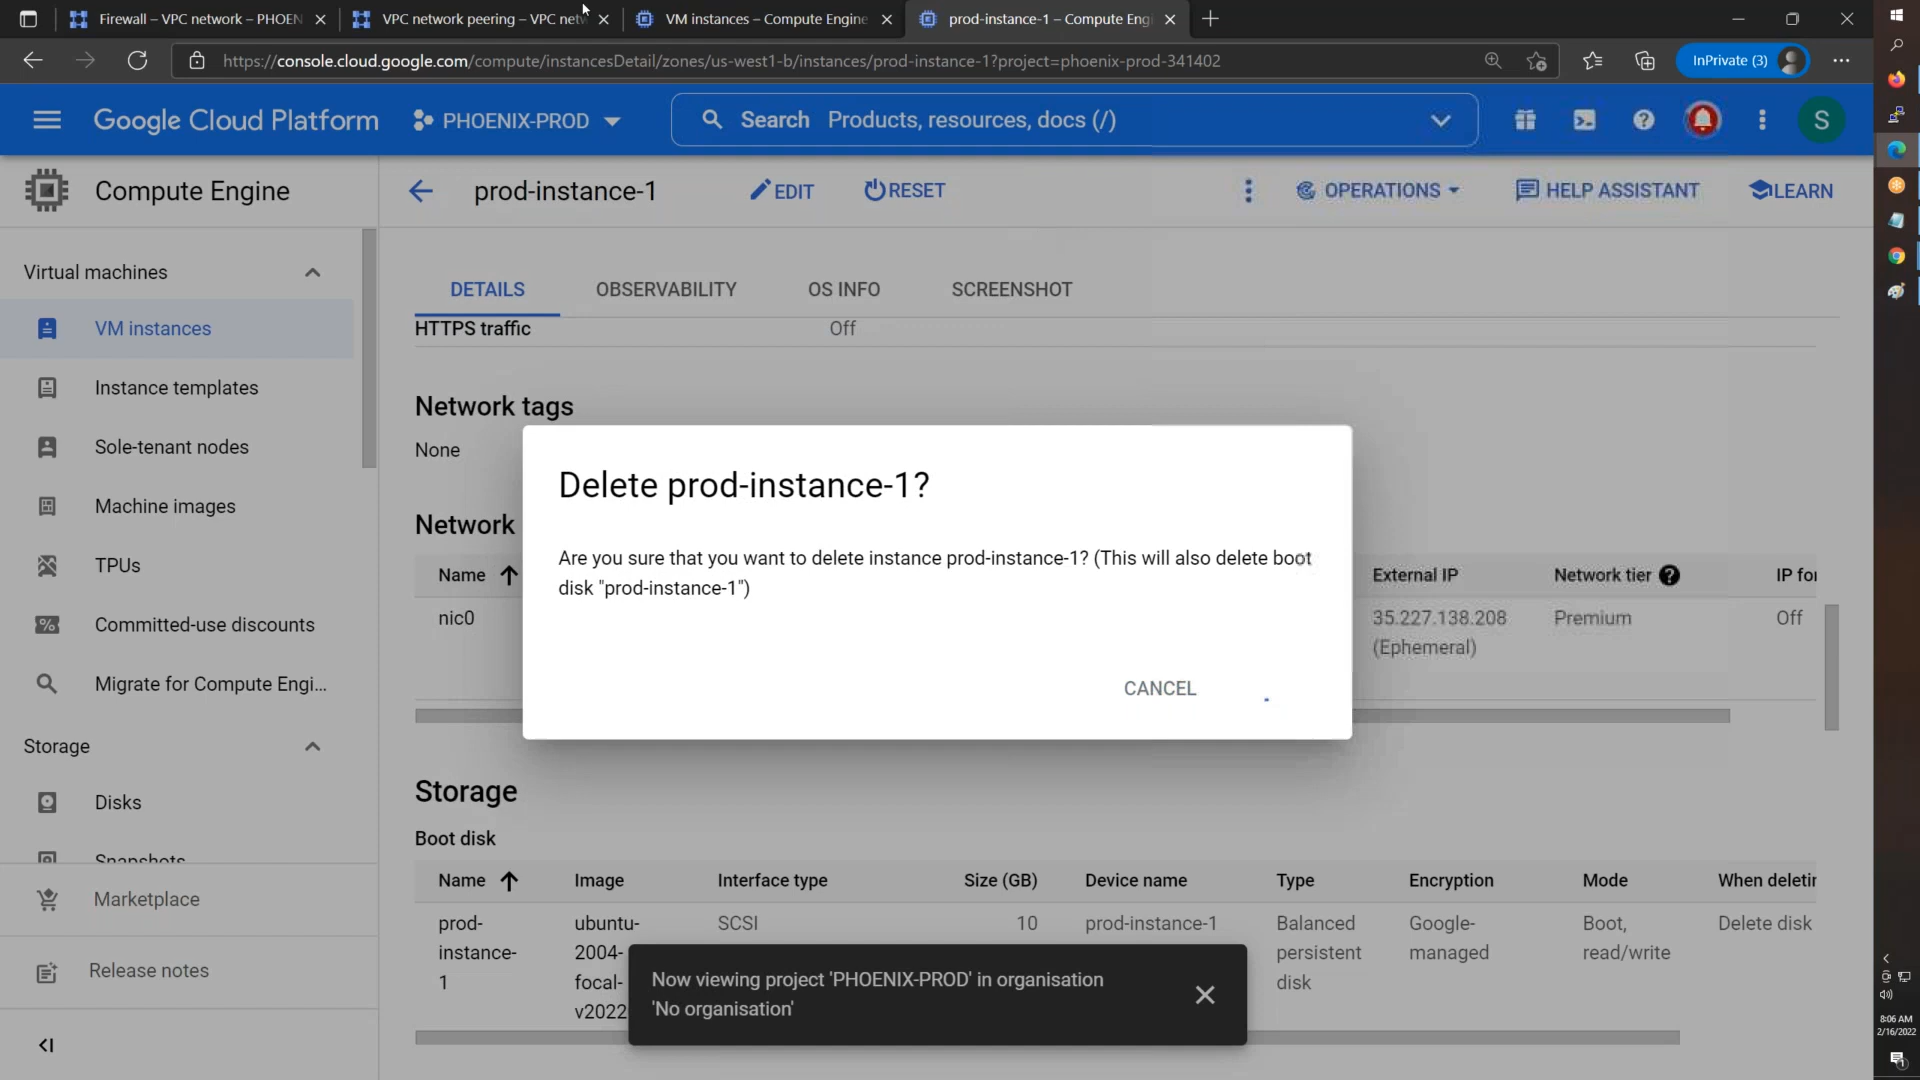 Firewall – VPC network – PHOEN
VPC network peering – VPC net
VM instances – Compute Engine
prod-instance-1 – Compute Engi
https://console.cloud.google.com/compute/instancesDetail/zones/us-west1-b/instances/prod-instance-1?project=phoenix-prod-341402
InPrivate (3)
Google Cloud Platform
PHOENIX-PROD
Search Products, resources, docs (/)
S
Compute Engine
prod-instance-1
EDIT
RESET
OPERATIONS
HELP ASSISTANT
LEARN
Virtual machines
VM instances
Instance templates
Sole-tenant nodes
Machine images
TPUs
Committed-use discounts
Migrate for Compute Engi...
Storage
Disks
Snapshots
Marketplace
Release notes
DETAILS
OBSERVABILITY
OS INFO
SCREENSHOT
HTTPS traffic Off
Network tags
None
Network
Name External IP Network tier IP for
nic0 35.227.138.208 Premium Off
(Ephemeral)
Delete prod-instance-1?
Are you sure that you want to delete instance prod-instance-1? (This will also delete boot
disk "prod-instance-1")
CANCEL
Storage
Boot disk
Name Image Interface type Size (GB) Device name Type Encryption Mode When deletin
prod- ubuntu- SCSI 10 prod-instance-1 Balanced Google- Boot, Delete disk
instance- 2004- persistent managed read/write
1 focal- disk
v2022
Now viewing project 'PHOENIX-PROD' in organisation
'No organisation'
8:06 AM
2/16/2022
1